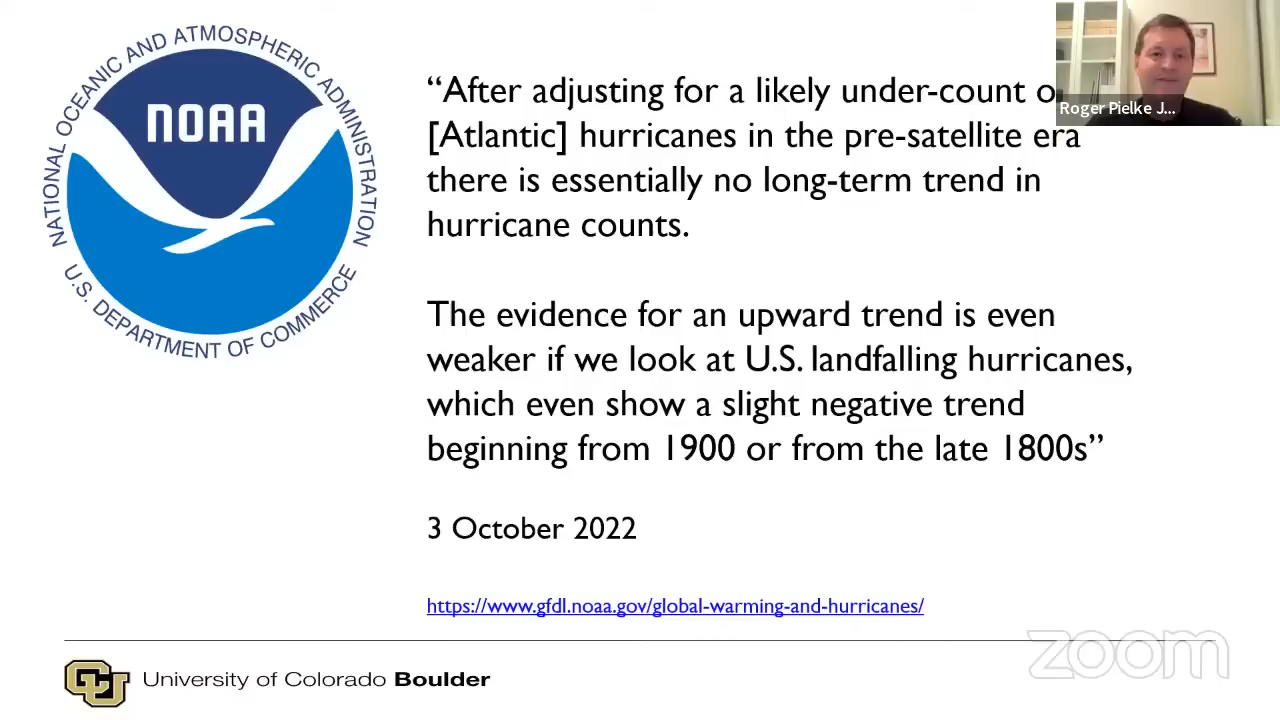 NATIONAL OCEANIC AND ATMOSPHERIC ADMINISTRATION
NOAA
U.S. DEPARTMENT OF COMMERCE
“After adjusting for a likely under-count o
[Atlantic] hurricanes in the pre-satellite era
there is essentially no long-term trend in
hurricane counts.
The evidence for an upward trend is even
weaker if we look at U.S. landfalling hurricanes,
which even show a slight negative trend
beginning from 1900 or from the late 1800s”
3 October 2022
https://www.gfdl.noaa.gov/global-warming-and-hurricanes/
Roger Pielke J...
CU
University of Colorado Boulder
zoom